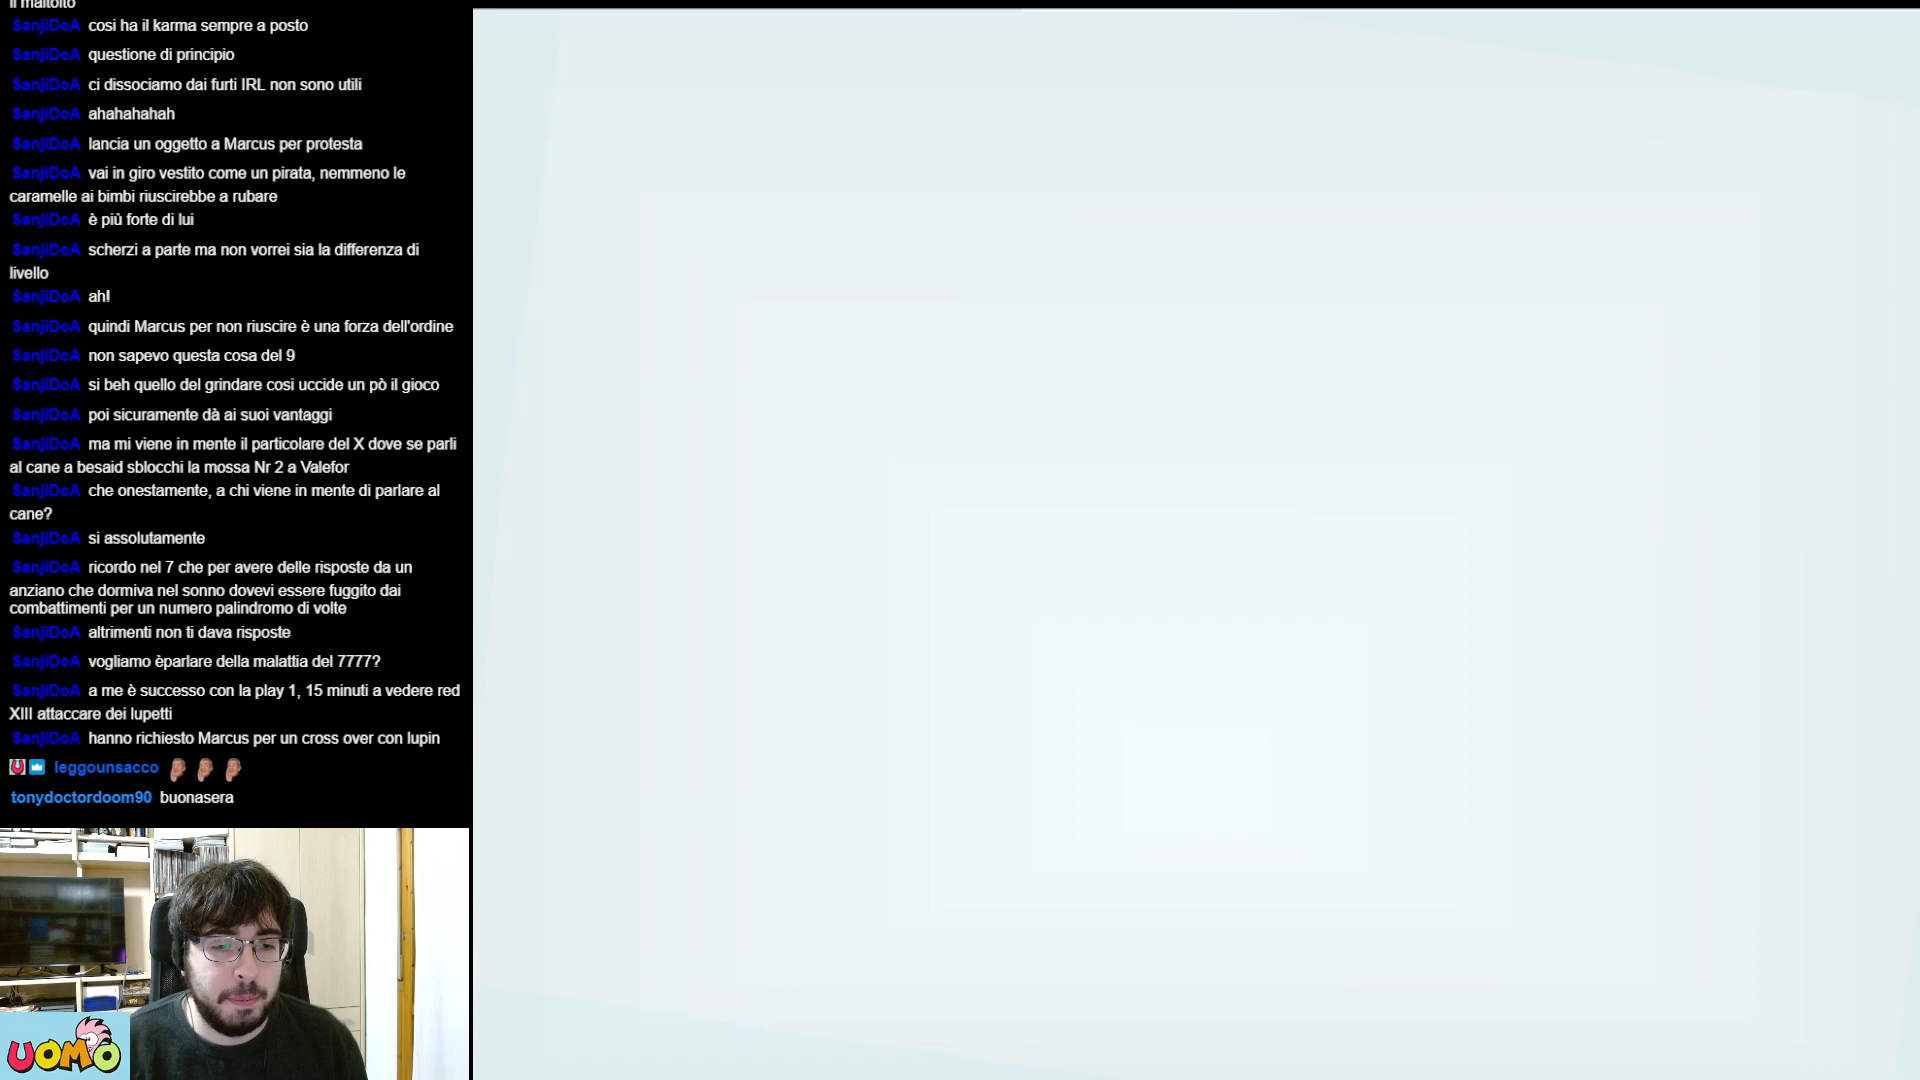 il maltolto
SanjiDoA cosi ha il karma sempre a posto
SanjiDoA questione di principio
SanjiDoA ci dissociamo dai furti IRL non sono utili
SanjiDoA ahahahahah
SanjiDoA lancia un oggetto a Marcus per protesta
SanjiDoA vai in giro vestito come un pirata, nemmeno le
caramelle ai bimbi riuscirebbe a rubare
SanjiDoA è più forte di lui
SanjiDoA scherzi a parte ma non vorrei sia la differenza di
livello
SanjiDoA ah!
SanjiDoA quindi Marcus per non riuscire è una forza dell'ordine
SanjiDoA non sapevo questa cosa del 9
SanjiDoA si beh quello del grindare cosi uccide un pò il gioco
SanjiDoA poi sicuramente dà ai suoi vantaggi
SanjiDoA ma mi viene in mente il particolare del X dove se parli
al cane a besaid sblocchi la mossa Nr 2 a Valefor
SanjiDoA che onestamente, a chi viene in mente di parlare al
cane?
SanjiDoA si assolutamente
SanjiDoA ricordo nel 7 che per avere delle risposte da un
anziano che dormiva nel sonno dovevi essere fuggito dai
combattimenti per un numero palindromo di volte
SanjiDoA altrimenti non ti dava risposte
SanjiDoA vogliamo èparlare della malattia del 7777?
SanjiDoA a me è successo con la play 1, 15 minuti a vedere red
XIII attaccare dei lupetti
SanjiDoA hanno richiesto Marcus per un cross over con lupin
leggounsacco
tonydoctordoom90 buonasera
UOMO